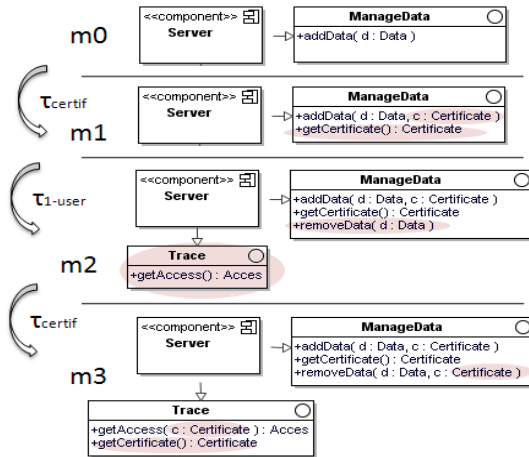 m0
<<component>>
Server
ManageData
+addData( d : Data )
τcertif
m1
<<component>>
Server
ManageData
+addData( d : Data, c : Certificate )
+getCertificate() : Certificate
τ1-user
m2
<<component>>
Server
ManageData
+addData( d : Data, c : Certificate )
+getCertificate() : Certificate
+removeData( d : Data )
Trace
+getAccess() : Acces
τcertif
m3
<<component>>
Server
ManageData
+addData( d : Data, c : Certificate )
+getCertificate() : Certificate
+removeData( d : Data, c : Certificate )
Trace
+getAccess( c : Certificate ) : Acces
+getCertificate() : Certificate